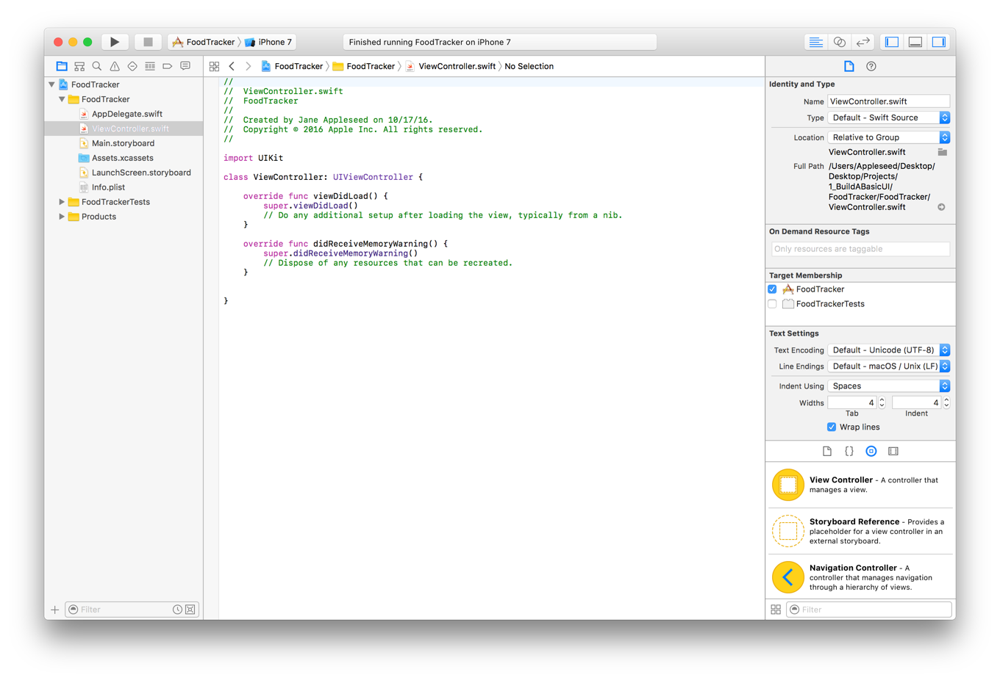 FoodTracker iPhone 7
Finished running FoodTracker on iPhone 7
FoodTracker FoodTracker ViewController.swift No Selection
FoodTracker
FoodTracker
AppDelegate.swift
ViewController.swift
Main.storyboard
Assets.xcassets
LaunchScreen.storyboard
Info.plist
FoodTrackerTests
Products
Filter
//
//  ViewController.swift
//  FoodTracker
//
//  Created by Jane Appleseed on 10/17/16.
//  Copyright © 2016 Apple Inc. All rights reserved.
//
import UIKit
class ViewController: UIViewController {
    override func viewDidLoad() {
        super.viewDidLoad()
        // Do any additional setup after loading the view, typically from a nib.
    }
    override func didReceiveMemoryWarning() {
        super.didReceiveMemoryWarning()
        // Dispose of any resources that can be recreated.
    }
}
Identity and Type
Name ViewController.swift
Type Default - Swift Source
Location Relative to Group
ViewController.swift
Full Path /Users/Appleseed/Desktop/
Desktop/Projects/
1_BuildABasicUI/
FoodTracker/FoodTracker/
ViewController.swift
On Demand Resource Tags
Only resources are taggable
Target Membership
FoodTracker
FoodTrackerTests
Text Settings
Text Encoding Default - Unicode (UTF-8)
Line Endings Default - macOS / Unix (LF)
Indent Using Spaces
Widths 4 4
Tab Indent
Wrap lines
{}
View Controller - A controller that
manages a view.
Storyboard Reference - Provides a
placeholder for a view controller in an
external storyboard.
Navigation Controller - A
controller that manages navigation
through a hierarchy of views.
Filter